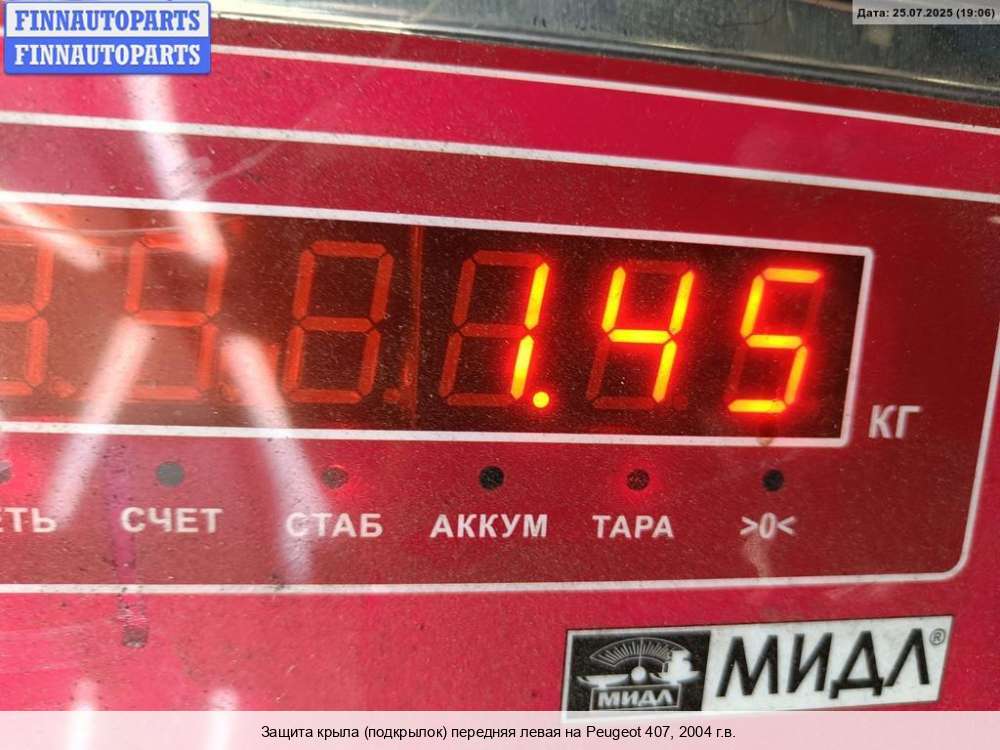 FINNAUTOPARTS
FINNAUTOPARTS
Дата: 25.07.2025 (19:06)
1.45
КГ
СЧЕТ
СТАБ
АККУМ
ТАРА
>0<
МИДЛ
МИДЛ®
Защита крыла (подкрылок) передняя левая на Peugeot 407, 2004 г.в.